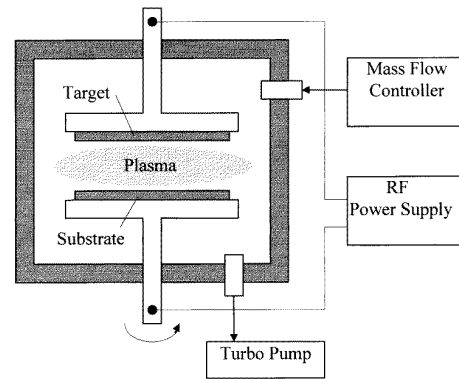 Target
Mass Flow
Controller
Plasma
RF
Power Supply
Substrate
Turbo Pump